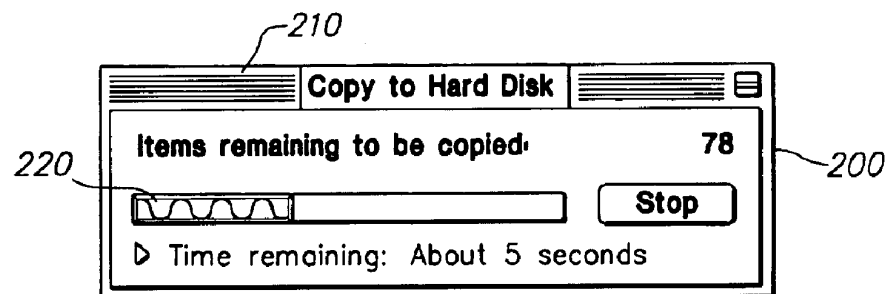 210
Copy to Hard Disk
Items remaining to be copied: 78
200
220
Stop
Time remaining: About 5 seconds